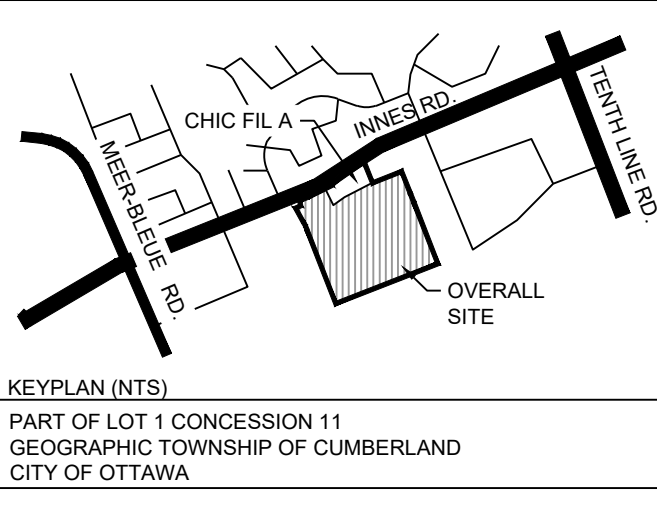 CHIC FIL A
INNES RD.
TENTH LINE RD.
MEER-BLEUE RD.
OVERALL
SITE
KEYPLAN (NTS)
PART OF LOT 1 CONCESSION 11
GEOGRAPHIC TOWNSHIP OF CUMBERLAND
CITY OF OTTAWA